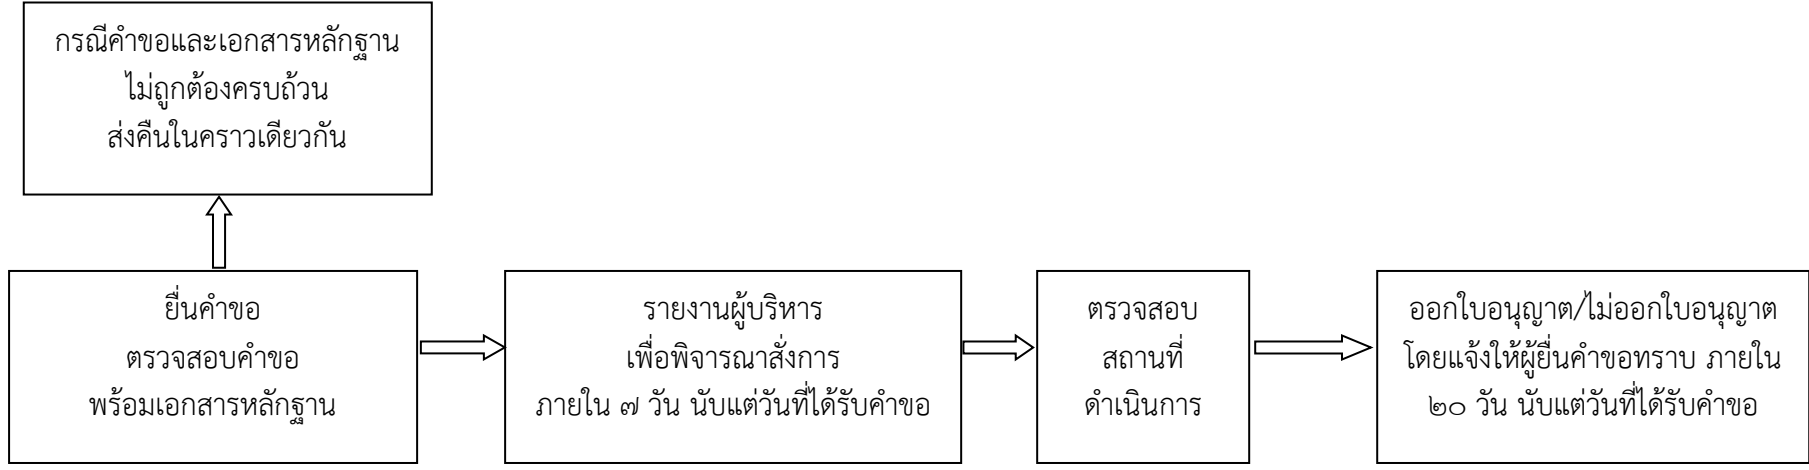 กรณีคำขอและเอกสารหลักฐาน
ไม่ถูกต้องครบถ้วน
ส่งคืนในคราวเดียวกัน
ยื่นคำขอ
ตรวจสอบคำขอ
พร้อมเอกสารหลักฐาน
รายงานผู้บริหาร
เพื่อพิจารณาสั่งการ
ภายใน ๗ วัน นับแต่วันที่ได้รับคำขอ
ตรวจสอบ
สถานที่
ดำเนินการ
ออกใบอนุญาต/ไม่ออกใบอนุญาต
โดยแจ้งให้ผู้ยื่นคำขอทราบ ภายใน
๒๐ วัน นับแต่วันที่ได้รับคำขอ